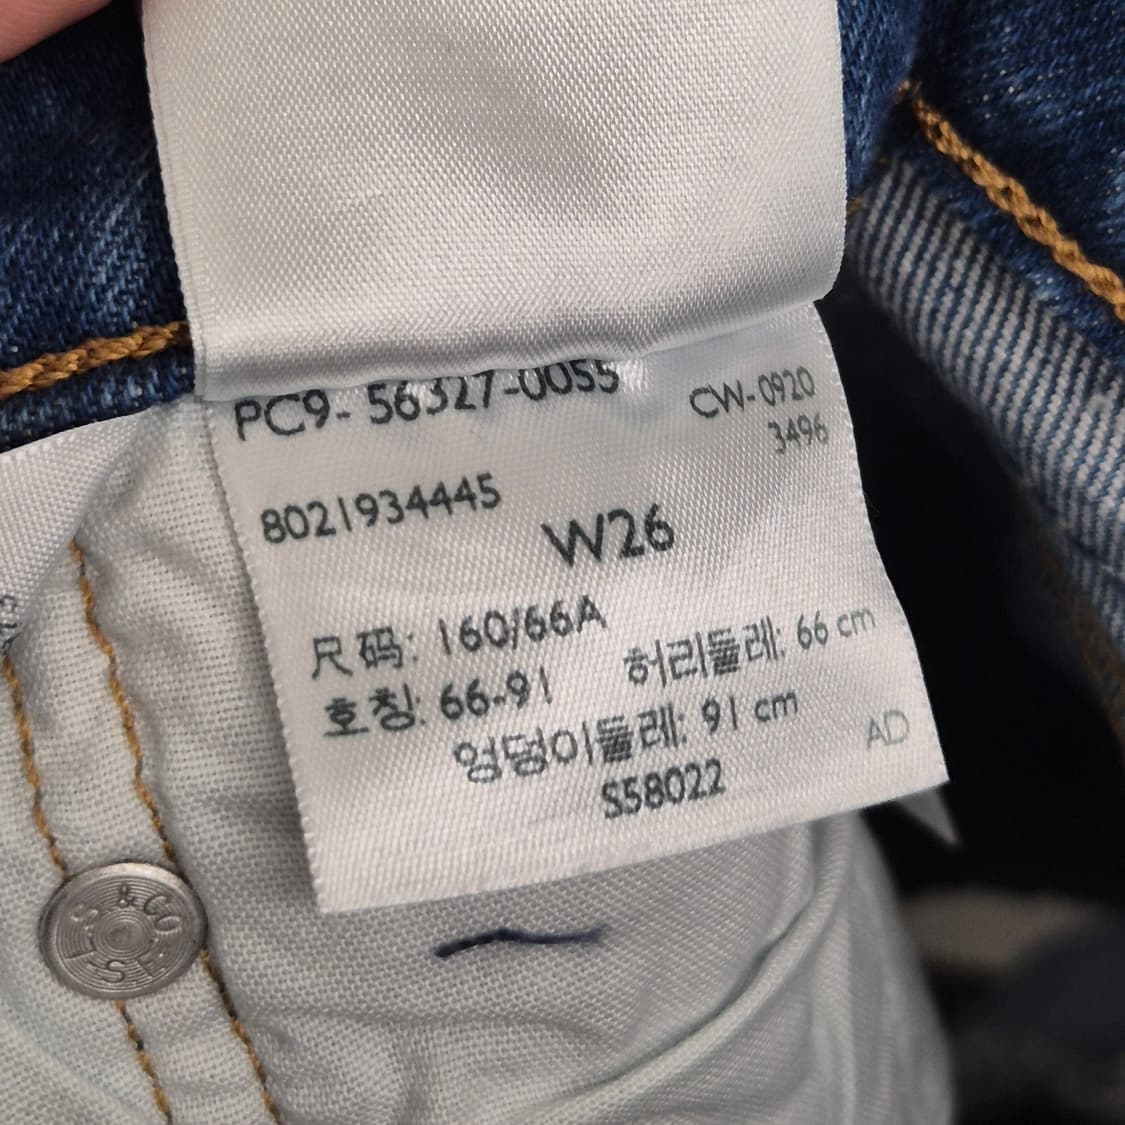 PC9- 56327-0055
CW-0920
3496
8021934445
W26
尺码: 160/66A
호칭: 66-91 허리둘레: 66 cm
엉덩이둘레: 91 cm
S58022 AD
& CO
L.S.